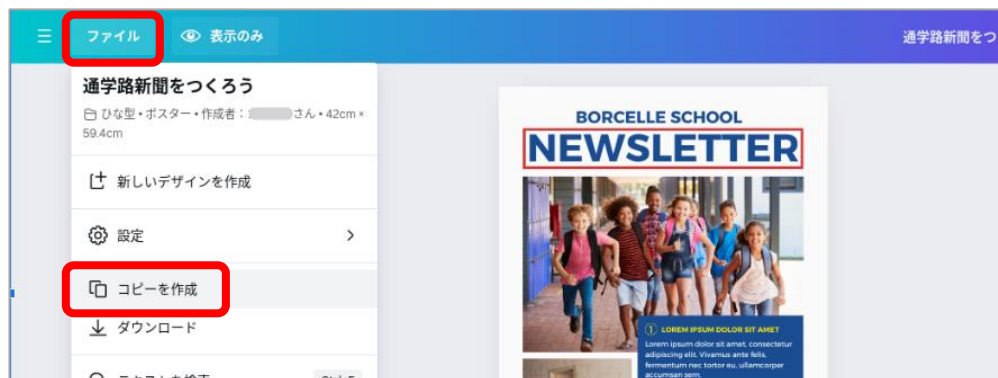 ファイル
表示のみ
通学路新聞をつ
通学路新聞をつくろう
ひな型・ポスター・作成者：さん・42cm ×
59.4cm
新しいデザインを作成
設定
コピーを作成
ダウンロード
BORCELLE SCHOOL
NEWSLETTER
1 LOREM IPSUM DOLOR SIT AMET
Lorem ipsum dolor sit amet, consectetur
adipiscing elit. Vivamus ante felis,
fermentum nec tortor eu, ullamcorper
accumsan sem.